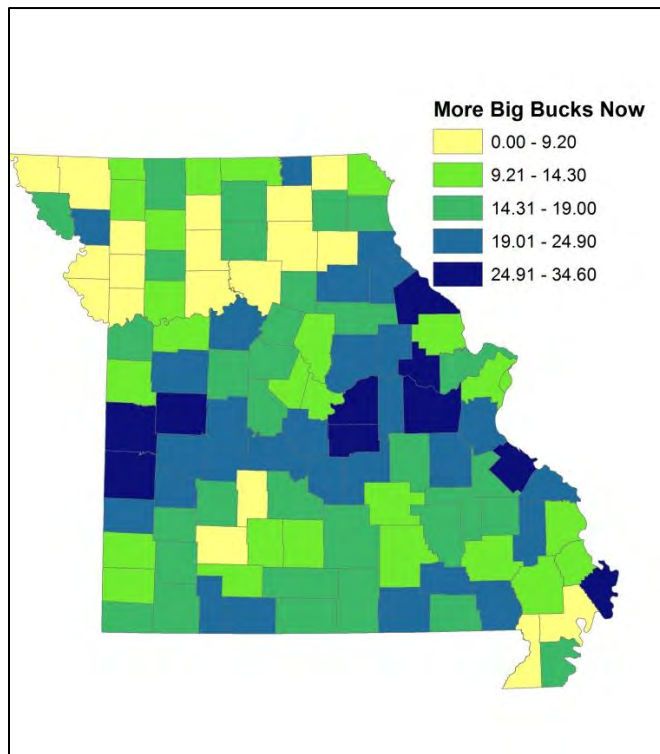 More Big Bucks Now
0.00 - 9.20
9.21 - 14.30
14.31 - 19.00
19.01 - 24.90
24.91 - 34.60